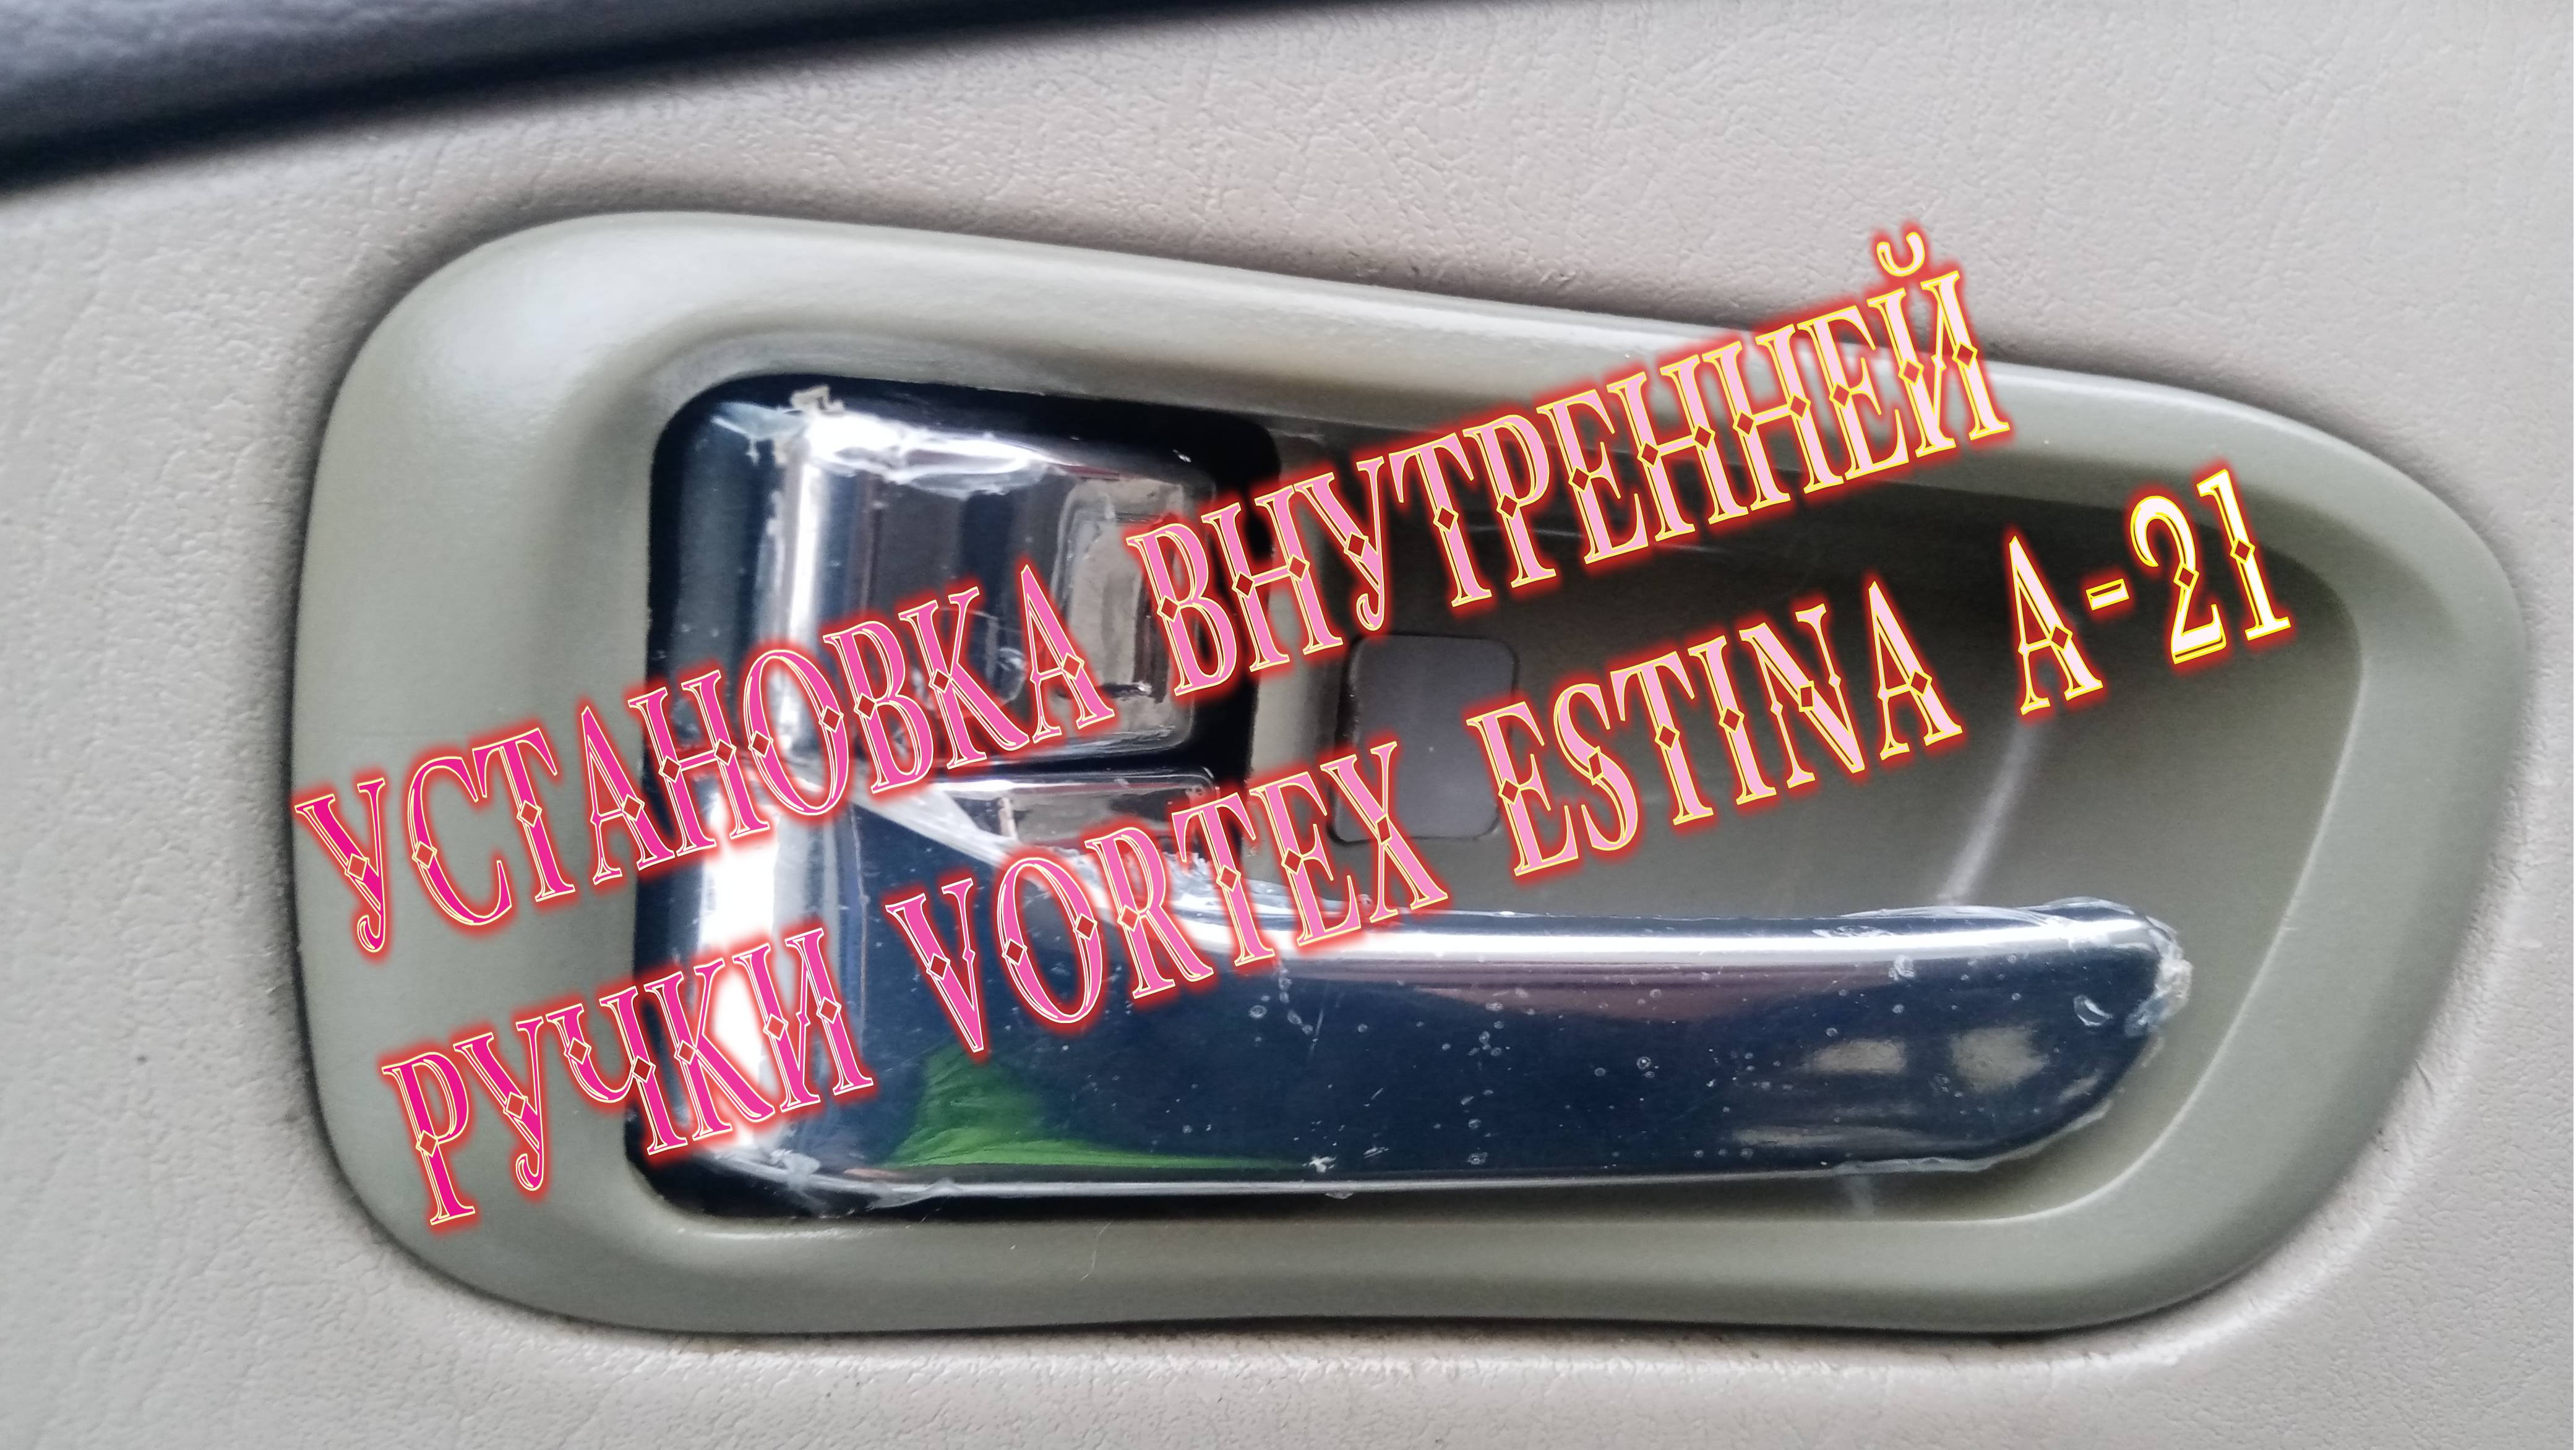 УСТАНОВКА ВНУТРЕННЕЙ
РУЧКИ VORTEX ESTINA A-21